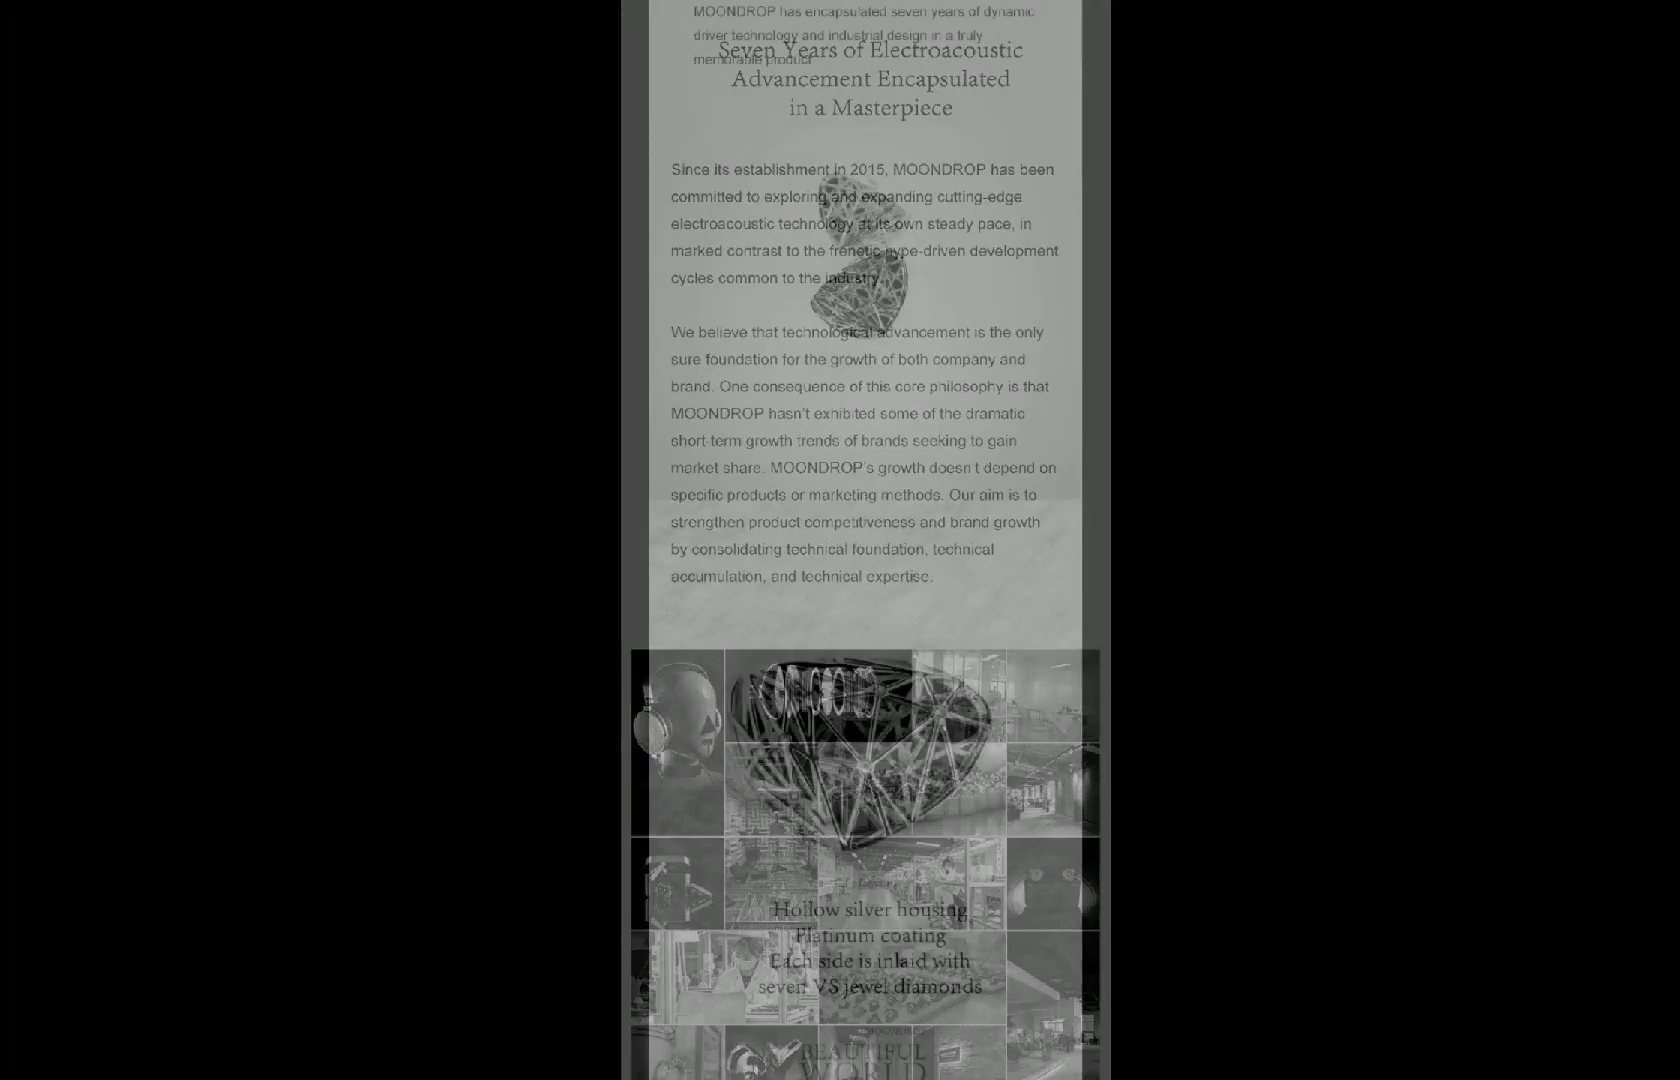 MOONDROP has encapsulated seven years of dynamic
driver technology and industrial design in a truly
memorable product
Seven Years of Electroacoustic
Advancement Encapsulated
in a Masterpiece
Since its establishment in 2015, MOONDROP has been
committed to exploring and expanding cutting-edge
electroacoustic technology at its own steady pace, in
marked contrast to the frenetic hype-driven development
cycles common to the industry.
We believe that technological advancement is the only
sure foundation for the growth of both company and
brand. One consequence of this core philosophy is that
MOONDROP hasn't exhibited some of the dramatic
short-term growth trends of brands seeking to gain
market share. MOONDROP's growth doesn't depend on
specific products or marketing methods. Our aim is to
strengthen product competitiveness and brand growth
by consolidating technical foundation, technical
accumulation, and technical expertise.
Hollow silver housing
Platinum coating
Each side is inlaid with
seven VS jewel diamonds
BEAUTIFUL
WORLD